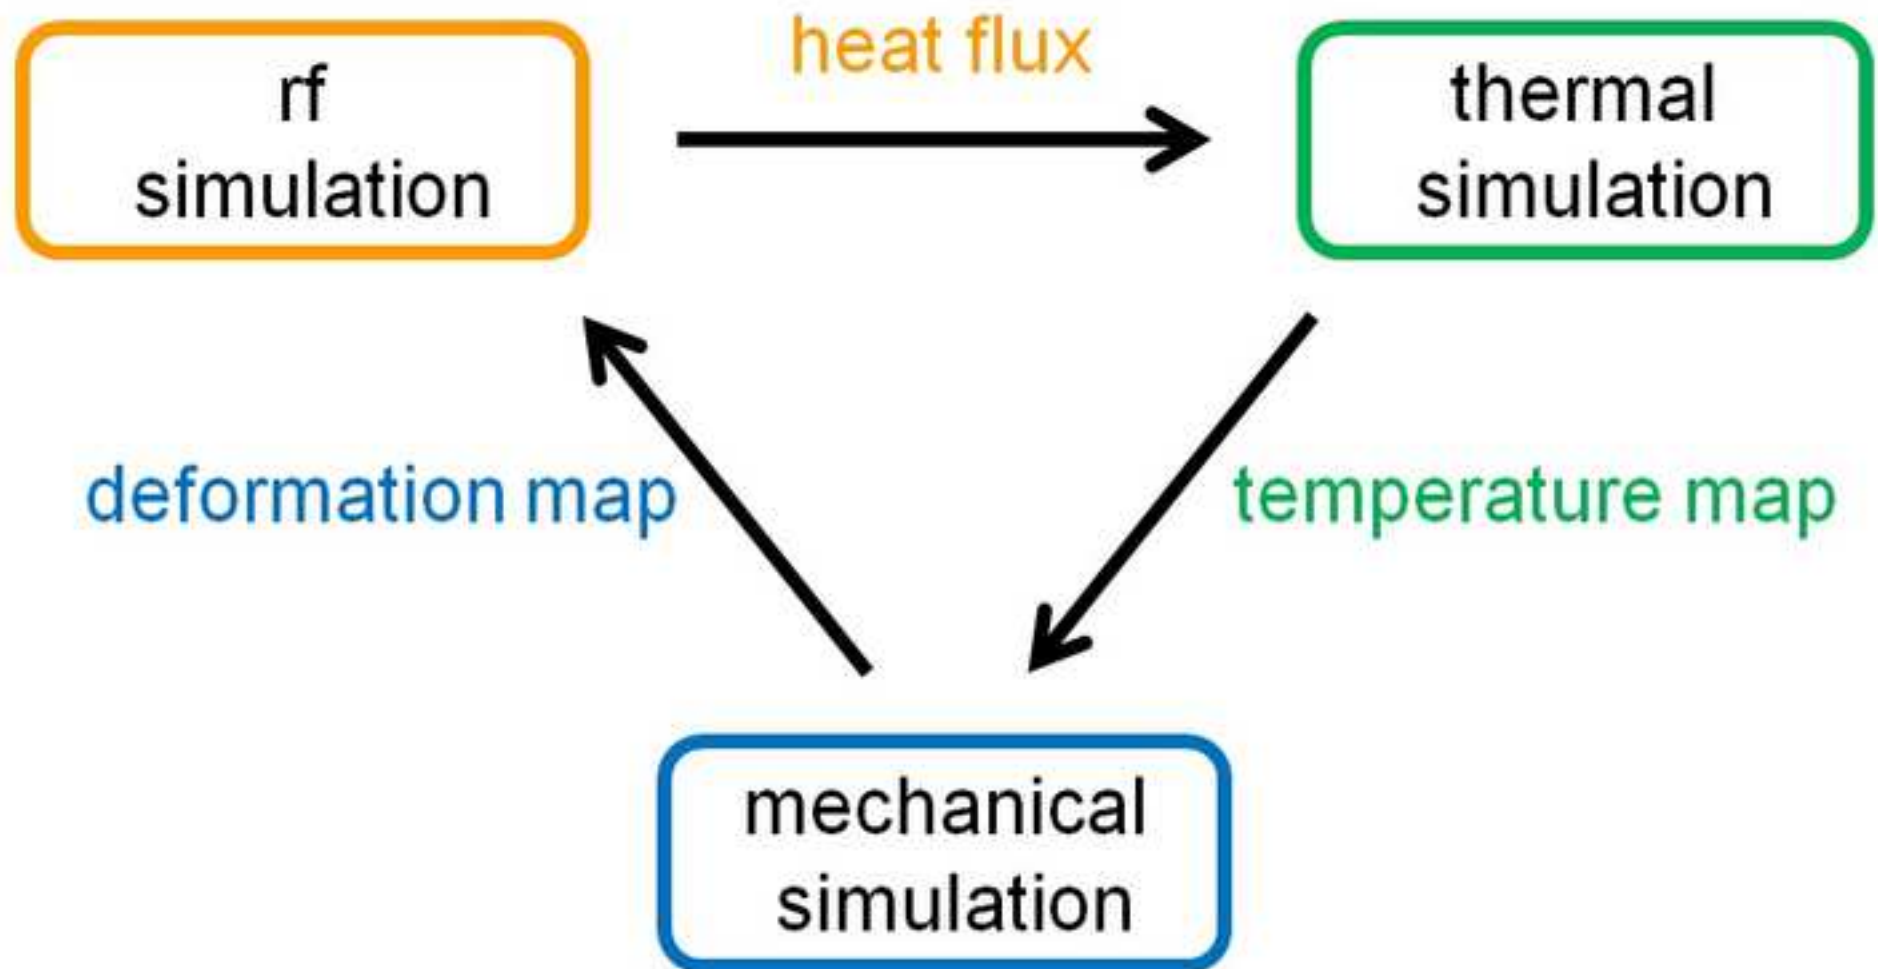 rf
simulation
heat flux
thermal
simulation
deformation map
temperature map
mechanical
simulation